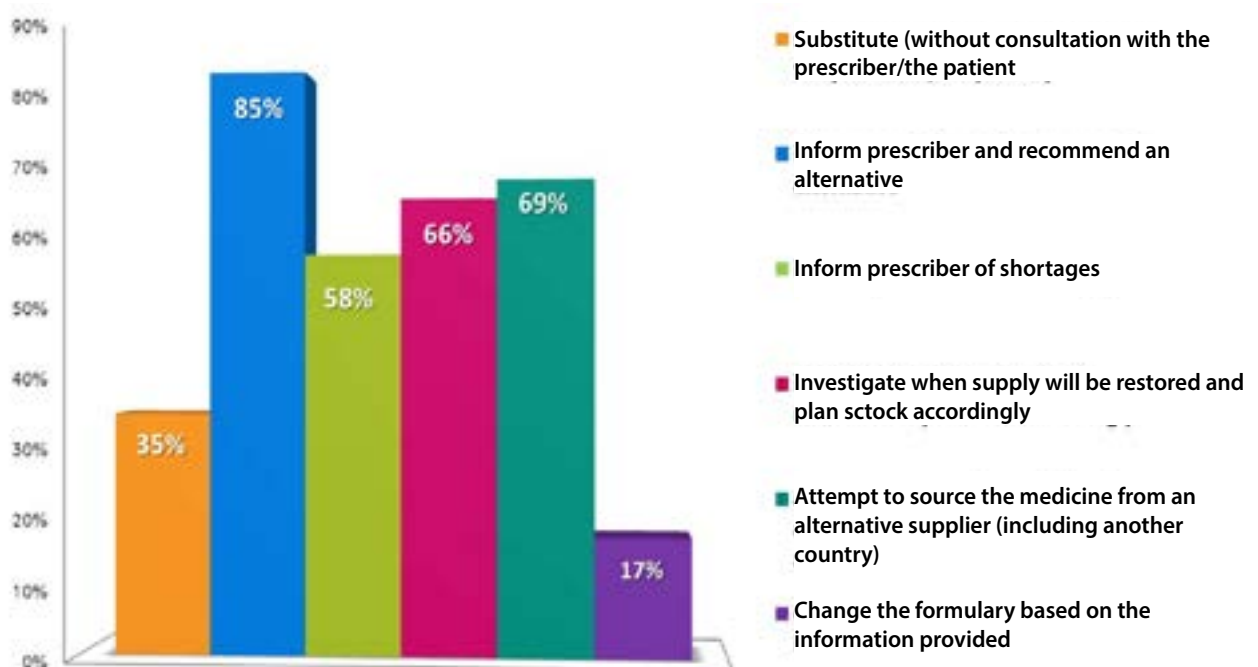 90%
80%
70%
60%
50%
40%
30%
20%
10%
0%
35%
85%
58%
66%
69%
17%
Substitute (without consultation with the
prescriber/the patient
Inform prescriber and recommend an
alternative
Inform prescriber of shortages
Investigate when supply will be restored and
plan sctock accordingly
Attempt to source the medicine from an
alternative supplier (including another
country)
Change the formulary based on the
information provided